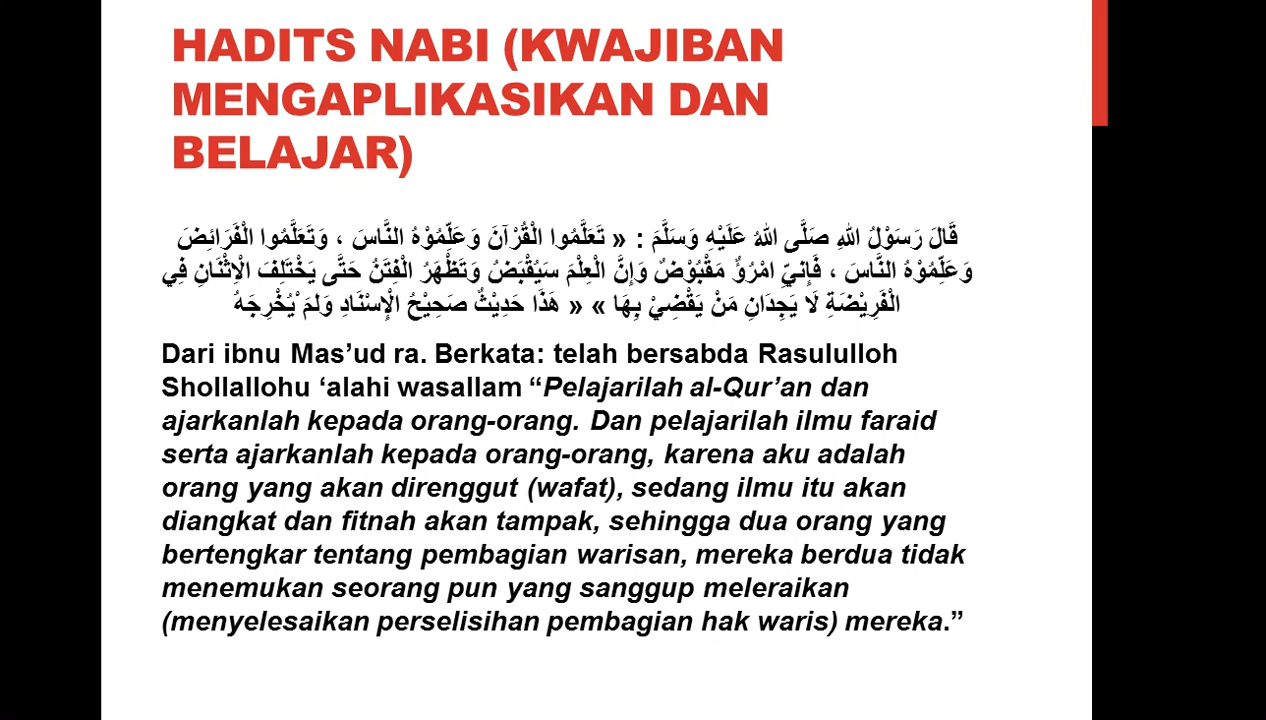 HADITS NABI (KWAJIBAN
MENGAPLIKASIKAN DAN
BELAJAR)
قَالَ رَسَوْلُ اللهِ صَلَّى اللهُ عَلَيْهِ وَسَلَّمَ : « تَعَلَّمُوا الْقُرْآنَ وَعَلِّمُوْهُ النَّاسَ ، وَتَعَلَّمُوا الْفَرَائِضَ
وَعَلِّمُوْهُ النَّاسَ ، فَإِنيِّ امْرُؤٌ مَقْبُوْضٌ وَإِنَّ الْعِلْمَ سَيُقْبَضُ وَتَظْهَرُ الْفِتَنُ حَتَّى يَخْتَلِفَ الْاِثْنَانِ فِي
الْفَرِيْضَةِ لَا يَجِدَانِ مَنْ يَقْضِيْ بِهَا » « هَذَا حَدِيْثٌ صَحِيْحُ الْإِسْنَادِ وَلمَ ْيُخْرِجَهُ
Dari ibnu Mas’ud ra. Berkata: telah bersabda Rasululloh
Shollallohu ‘alahi wasallam “Pelajarilah al-Qur’an dan
ajarkanlah kepada orang-orang. Dan pelajarilah ilmu faraid
serta ajarkanlah kepada orang-orang, karena aku adalah
orang yang akan direnggut (wafat), sedang ilmu itu akan
diangkat dan fitnah akan tampak, sehingga dua orang yang
bertengkar tentang pembagian warisan, mereka berdua tidak
menemukan seorang pun yang sanggup meleraikan
(menyelesaikan perselisihan pembagian hak waris) mereka.”